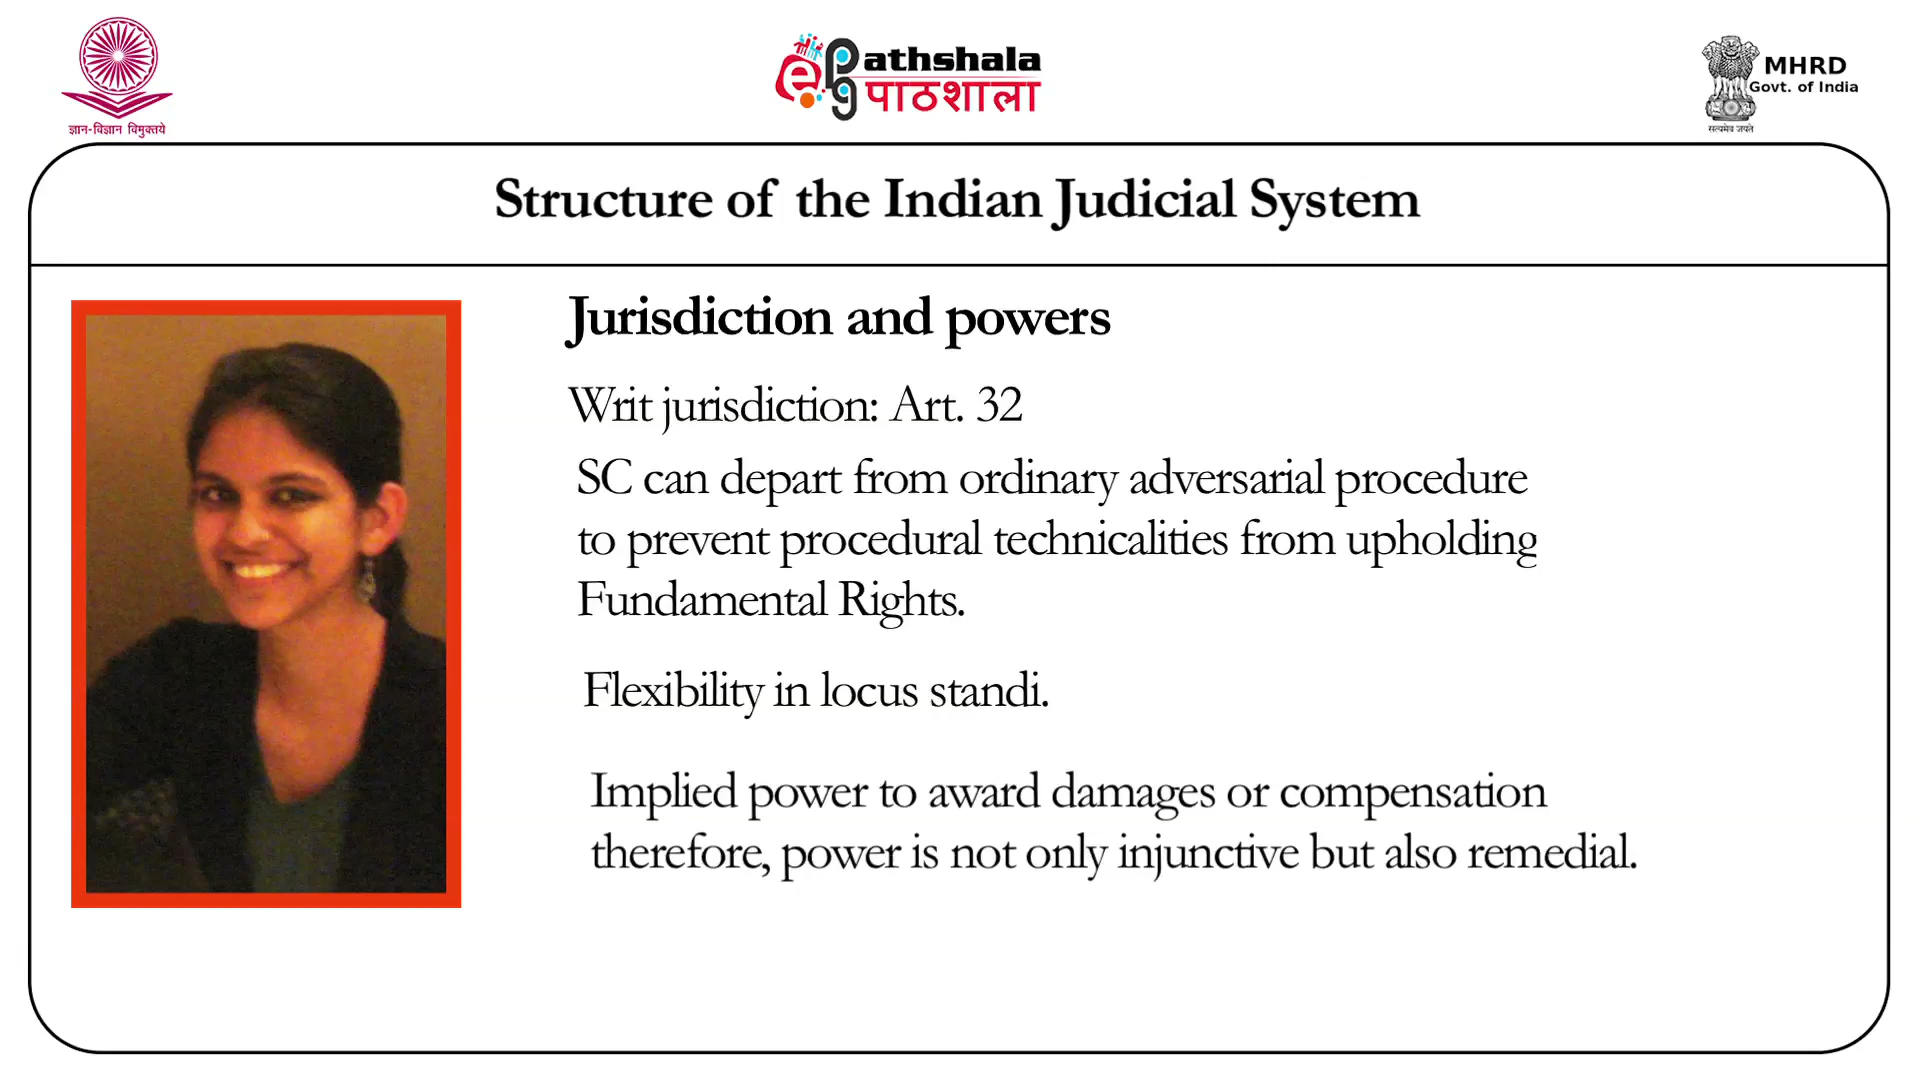 ज्ञान-विज्ञान विमुक्तये
ePathshala
पाठशाला
MHRD
Govt. of India
सत्यमेव जयते
Structure of the Indian Judicial System
Jurisdiction and powers
Writ jurisdiction: Art. 32
SC can depart from ordinary adversarial procedure
to prevent procedural technicalities from upholding
Fundamental Rights.
Flexibility in locus standi.
Implied power to award damages or compensation
therefore, power is not only injunctive but also remedial.